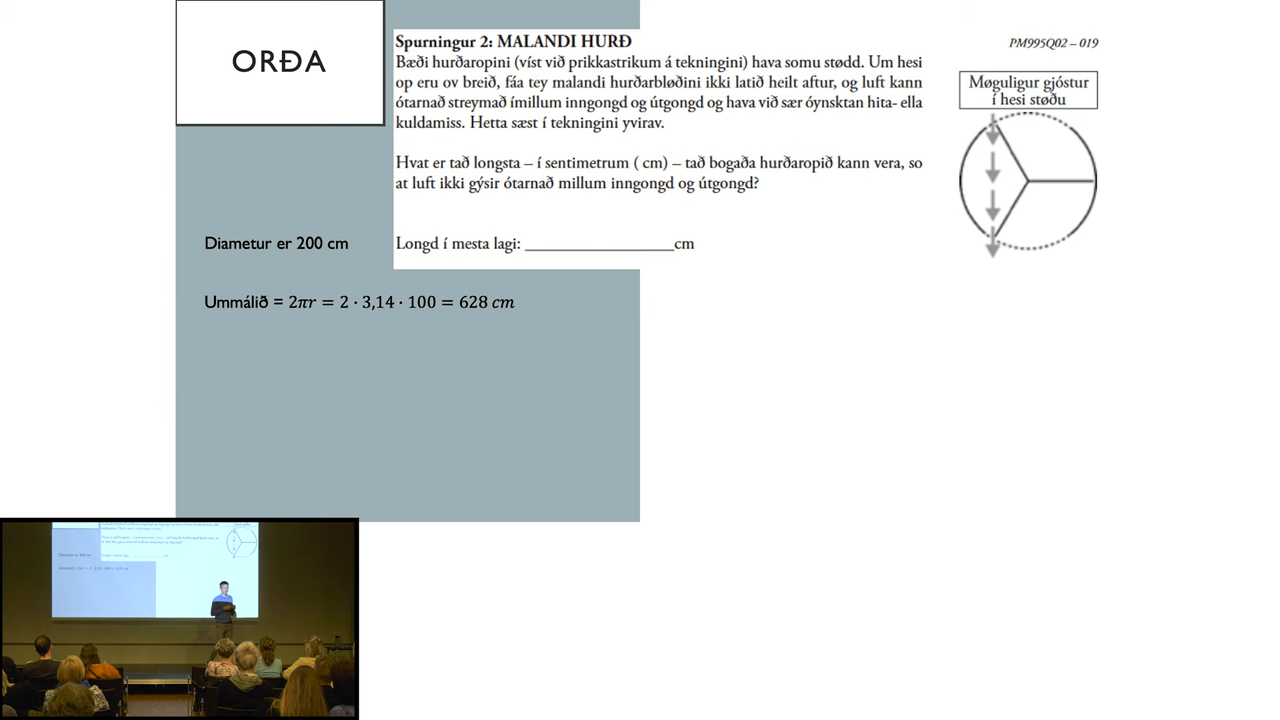 ORÐA
Spurningur 2: MALANDI HURÐ
PM995Q02 – 019
Bæði hurðaropini (víst við prikkastrikum á tekningini) hava somu stødd. Um hesi
op eru ov breið, fáa tey malandi hurðarbløðini ikki latið heilt aftur, og luft kann
ótarnað streymað ímillum inngongd og útgongd og hava við sær óynsktan hita- ella
kuldamiss. Hetta sæst í tekningini yvirav.
Møguligur gjóstur
í hesi støðu
Hvat er tað longsta – í sentimetrum ( cm) – tað bogaða hurðaropið kann vera, so
at luft ikki gýsir ótarnað millum inngongd og útgongd?
Longd í mesta lagi: _________________cm
Diametur er 200 cm
Ummálið = 2πr = 2 · 3,14 · 100 = 628 cm